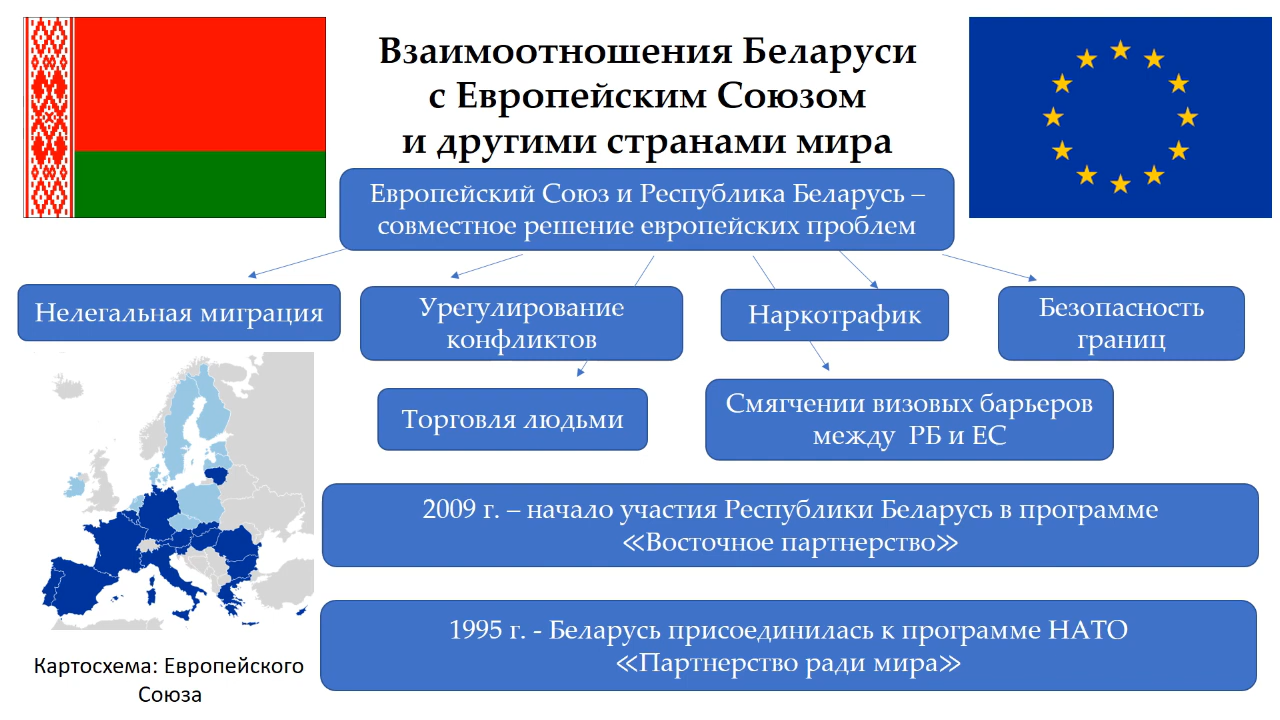 Взаимоотношения Беларуси
с Европейским Союзом
и другими странами мира
Европейский Союз и Республика Беларусь –
совместное решение европейских проблем
Нелегальная миграция
Урегулирование
конфликтов
Наркотрафик
Безопасность
границ
Торговля людьми
Смягчении визовых барьеров
между РБ и ЕС
2009 г. – начало участия Республики Беларусь в программе
«Восточное партнерство»
1995 г. - Беларусь присоединилась к программе НАТО
«Партнерство ради мира»
Картосхема: Европейского
Союза